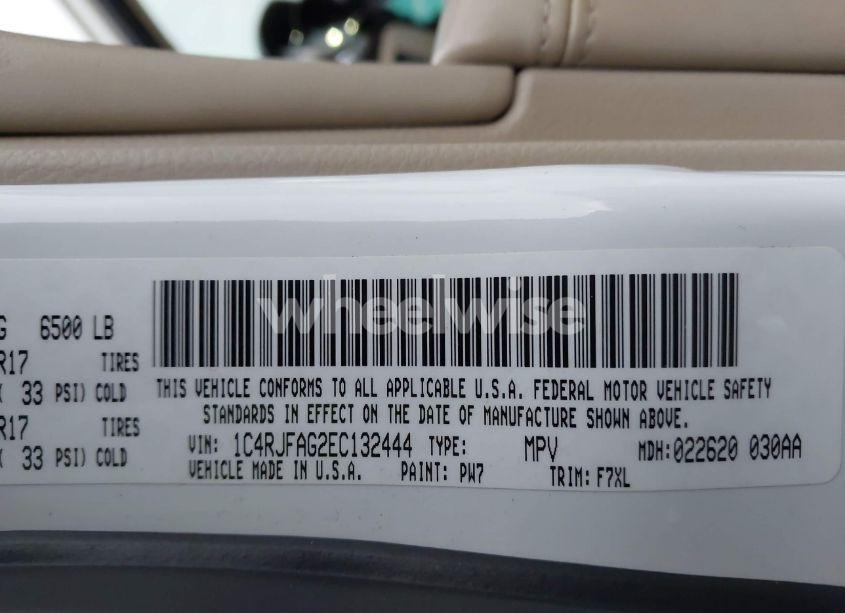 6500 LB
R17 TIRES
33 PSI) COLD
R17 TIRES
33 PSI) COLD
wheelwise
THIS VEHICLE CONFORMS TO ALL APPLICABLE U.S.A. FEDERAL MOTOR VEHICLE SAFETY
STANDARDS IN EFFECT ON THE DATE OF MANUFACTURE SHOWN ABOVE.
VIN: 1C4RJFAG2EC132444 TYPE: MPV MDH:022620 030AA
VEHICLE MADE IN U.S.A. PAINT: PW7 TRIM: F7XL